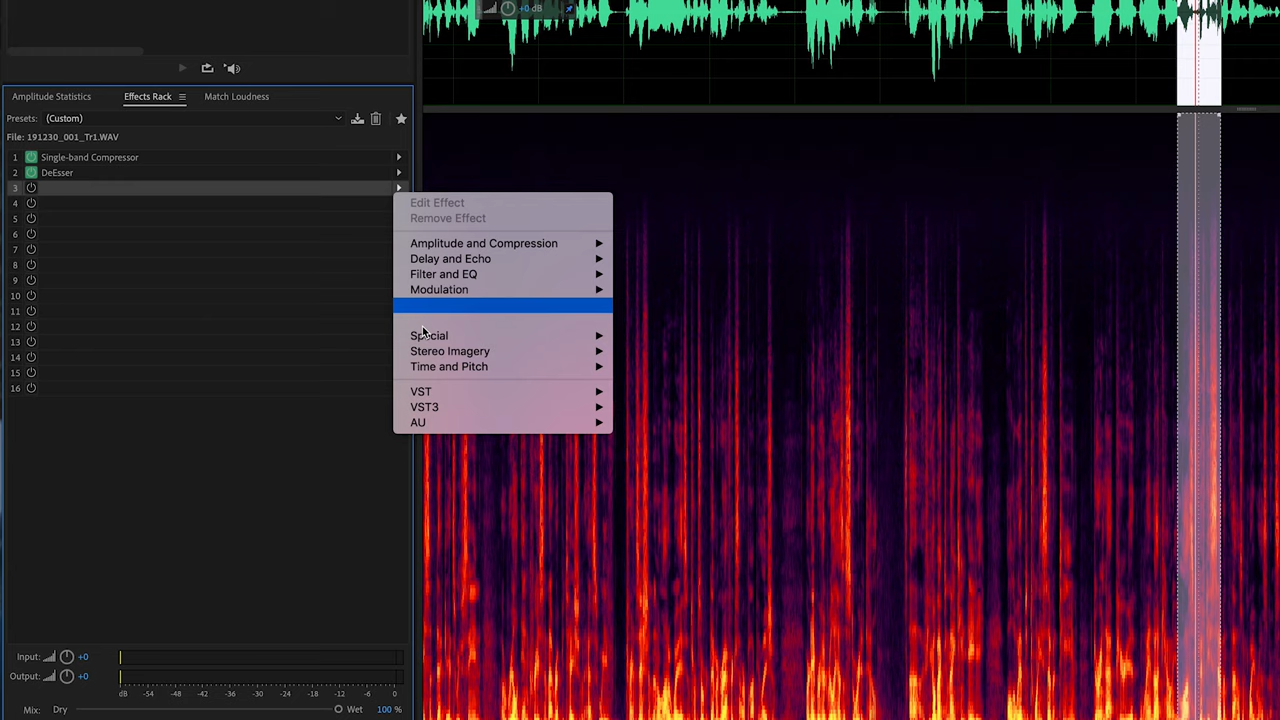 +0 dB
Amplitude Statistics
Effects Rack
Match Loudness
Presets: (Custom)
File: 191230_001_Tr1.WAV
1 Single-band Compressor
2 DeEsser
3
4
5
6
7
8
9
10
11
12
13
14
15
16
Edit Effect
Remove Effect
Amplitude and Compression
Delay and Echo
Filter and EQ
Modulation
Special
Stereo Imagery
Time and Pitch
VST
VST3
AU
Input: +0
Output: +0
dB -54 -48 -42 -36 -30 -24 -18 -12 -6 0
Mix: Dry Wet 100 %